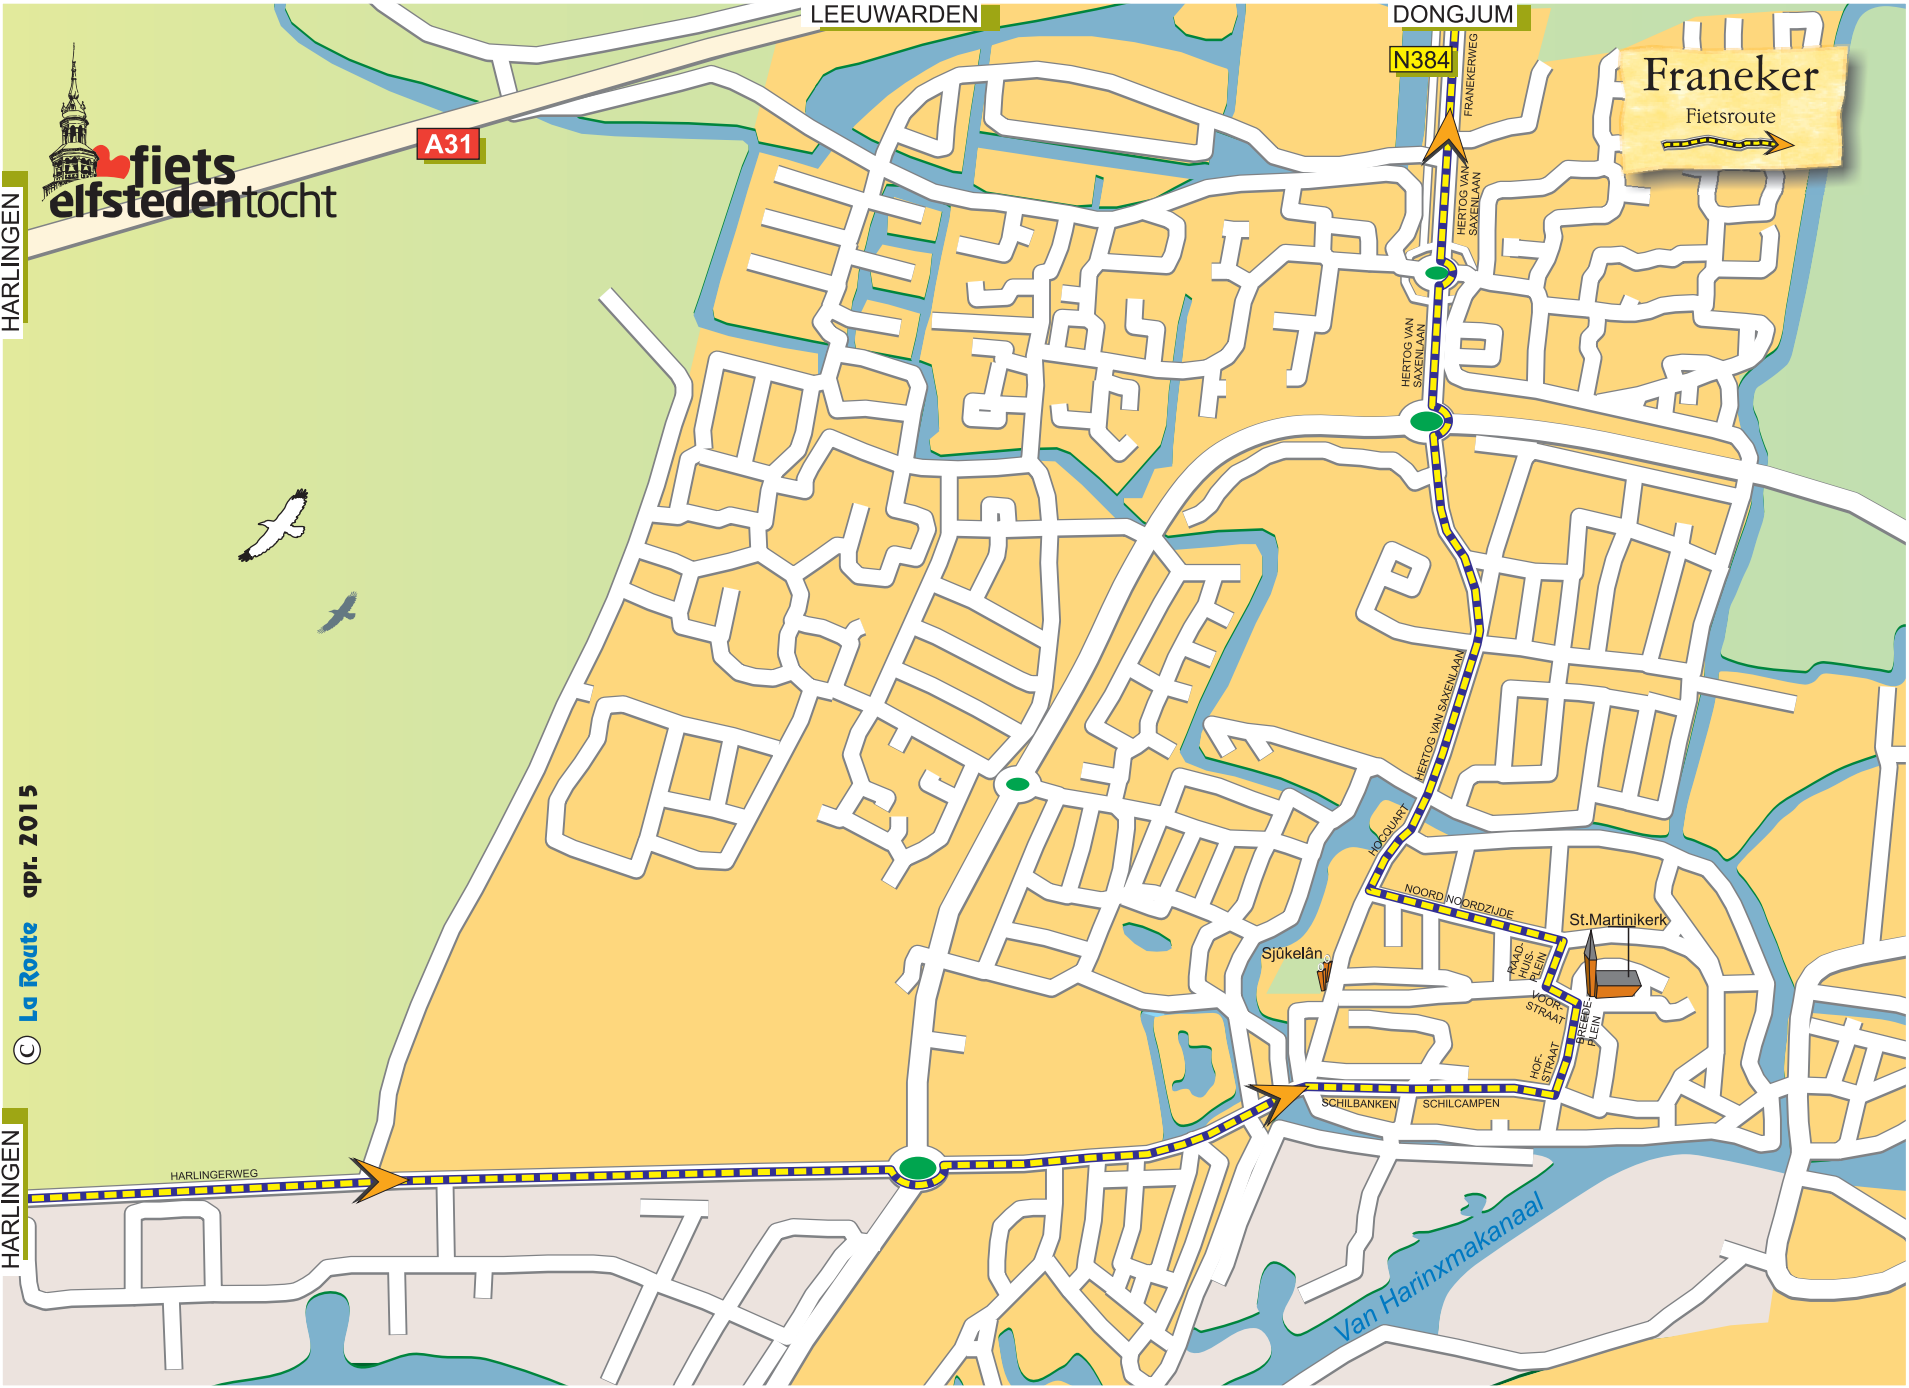 LEEUWARDEN
DONGJUM
N384
FRANEKERWEG
Franeker
Fietsroute
A31
fiets
elfstedentocht
HARLINGEN
HERTOG VAN
SAXENLAAN
HERTOG VAN
SAXENLAAN
HERTOG VAN SAXENLAAN
HOCQUART
NOORD NOORDZIJDE
St.Martinikerk
Sjûkelân
RAAD-
HUIS-
PLEIN
VOOR-
STRAAT
BREEDE-
PLEIN
HOF-
STRAAT
SCHILBANKEN
SCHILCAMPEN
© La Route apr. 2015
HARLINGEN
HARLINGERWEG
Van Harinxmakanaal